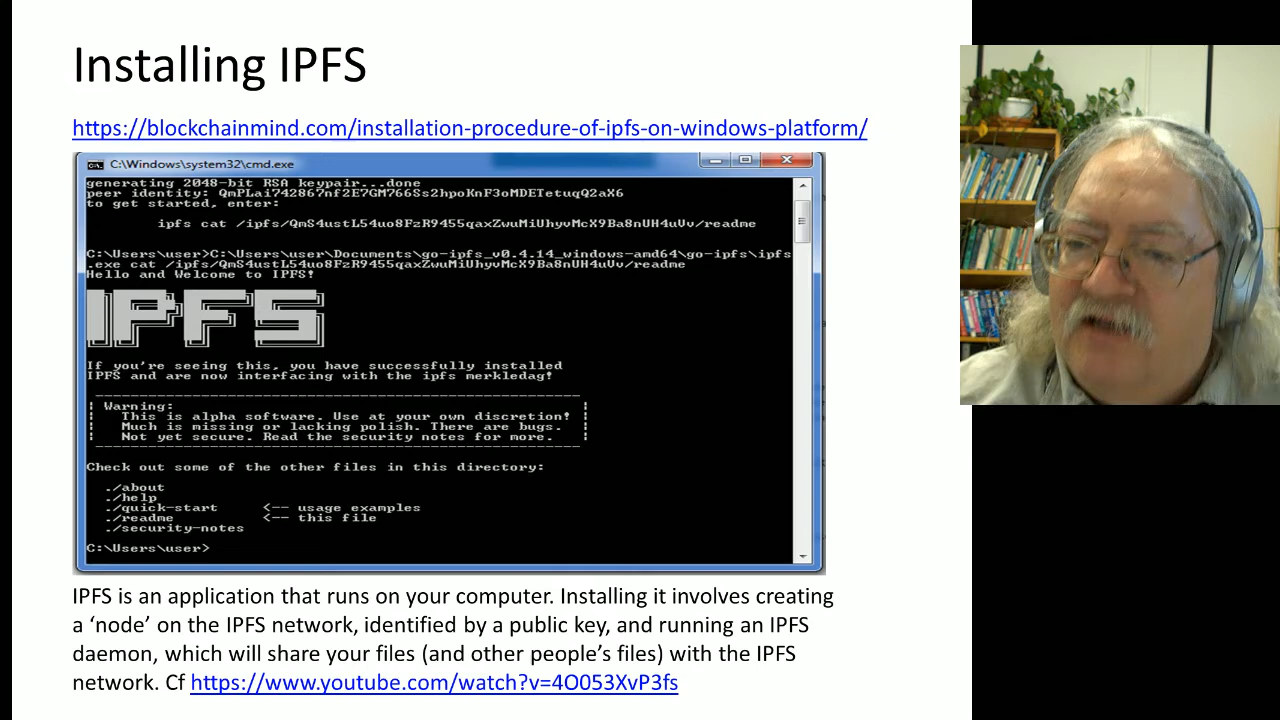 Installing IPFS
https://blockchainmind.com/installation-procedure-of-ipfs-on-windows-platform/
C:\Windows\system32\cmd.exe
generating 2048-bit RSA keypair...done
peer identity: QmPLai742867nf2E7GM766Ss2hpoKnF3oMDETetuqQ2aX6
to get started, enter:
ipfs cat /ipfs/QmS4ustL54uo8FzR9455qaxZwuMiUhyvMcX9Ba8nUH4uVv/readme
C:\Users\user>C:\Users\user\Documents\go-ipfs_v0.4.14_windows-amd64\go-ipfs\ipfs
.exe cat /ipfs/QmS4ustL54uo8FzR9455qaxZwuMiUhyvMcX9Ba8nUH4uVv/readme
Hello and Welcome to IPFS!
IPFS
If you're seeing this, you have successfully installed
IPFS and are now interfacing with the ipfs merkledag!
Warning:
This is alpha software. Use at your own discretion!
Much is missing or lacking polish. There are bugs.
Not yet secure. Read the security notes for more.
Check out some of the other files in this directory:
./about
./help
./quick-start <-- usage examples
./readme <-- this file
./security-notes
C:\Users\user>
IPFS is an application that runs on your computer. Installing it involves creating
a ‘node’ on the IPFS network, identified by a public key, and running an IPFS
daemon, which will share your files (and other people’s files) with the IPFS
network. Cf https://www.youtube.com/watch?v=4O053XvP3fs